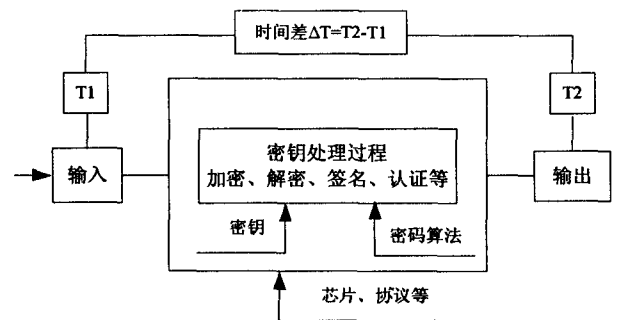 时间差ΔT=T2-T1
T1
T2
输入
密钥处理过程
加密、解密、签名、认证等
输出
密钥
密码算法
芯片、协议等